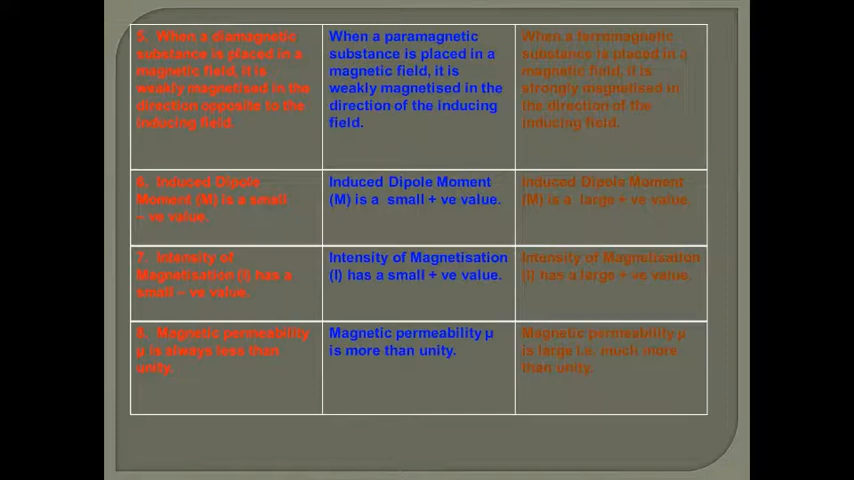 5. When a diamagnetic
substance is placed in a
magnetic field, it is
weakly magnetised in the
direction opposite to the
inducing field.
When a paramagnetic
substance is placed in a
magnetic field, it is
weakly magnetised in the
direction of the inducing
field.
When a ferromagnetic
substance is placed in a
magnetic field, it is
strongly magnetised in
the direction of the
inducing field.
6. Induced Dipole
Moment (M) is a small
– ve value.
Induced Dipole Moment
(M) is a small + ve value.
Induced Dipole Moment
(M) is a large + ve value.
7. Intensity of
Magnetisation (I) has a
small – ve value.
Intensity of Magnetisation
(I) has a small + ve value.
Intensity of Magnetisation
(I) has a large + ve value.
8. Magnetic permeability
μ is always less than
unity.
Magnetic permeability μ
is more than unity.
Magnetic permeability μ
is large i.e. much more
than unity.